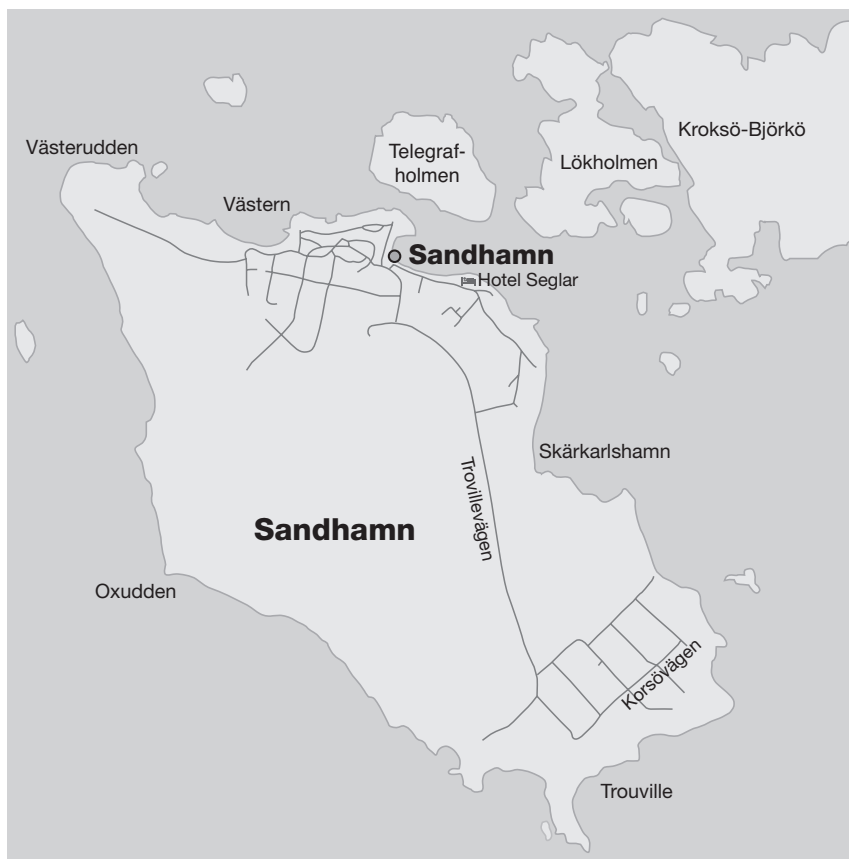 Kroksö-Björkö
Västerudden
Telegraf-
holmen
Lökholmen
Västern
Sandhamn
Hotel Seglar
Skärkarlshamn
Trovillevägen
Sandhamn
Oxudden
Korsövägen
Trouville